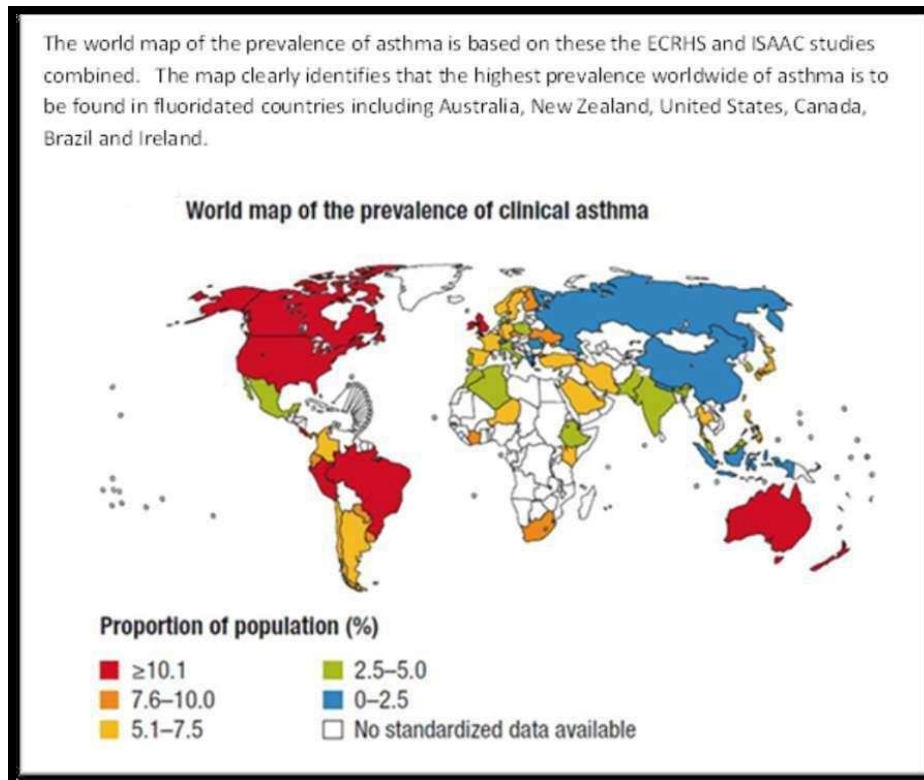 The world map of the prevalence of asthma is based on these the ECRHS and ISAAC studies
combined. The map clearly identifies that the highest prevalence worldwide of asthma is to
be found in fluoridated countries including Australia, New Zealand, United States, Canada,
Brazil and Ireland.
World map of the prevalence of clinical asthma
Proportion of population (%)
≥10.1
7.6–10.0
5.1–7.5
2.5–5.0
0–2.5
No standardized data available